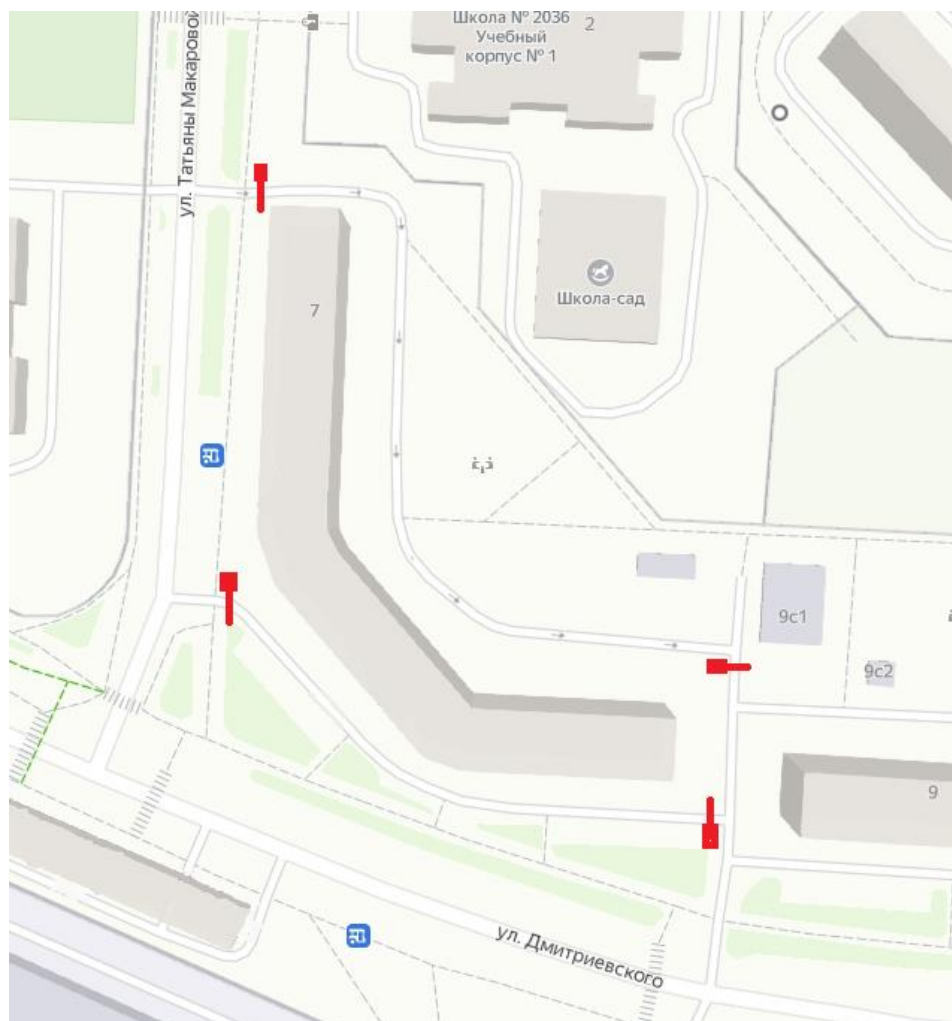 Школа № 2036
Учебный
корпус № 1
2
ул. Татьяны Макаровой
Школа-сад
7
9с1
9с2
9
ул. Дмитриевского